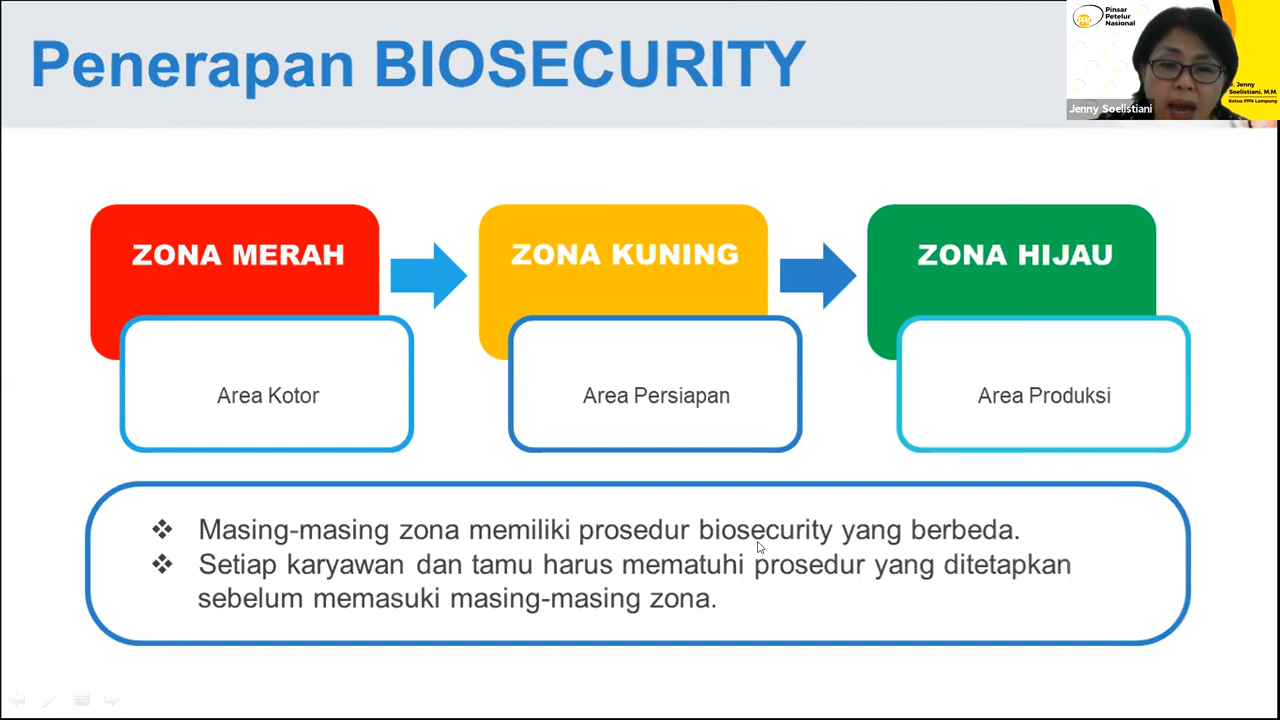 Penerapan BIOSECURITY
Pinsar
Petelur
Nasional
Jenny
Soelistiani, M.M.
Ketua PPN Lampung
Jenny Soelistiani
ZONA MERAH
ZONA KUNING
ZONA HIJAU
Area Kotor
Area Persiapan
Area Produksi
❖ Masing-masing zona memiliki prosedur biosecurity yang berbeda.
❖ Setiap karyawan dan tamu harus mematuhi prosedur yang ditetapkan
sebelum memasuki masing-masing zona.